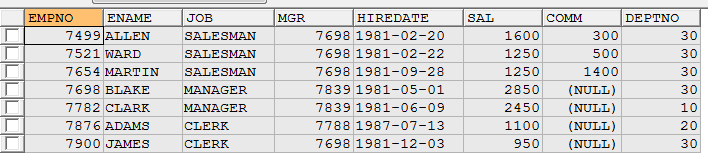 EMPNO ENAME JOB MGR HIREDATE SAL COMM DEPTNO
7499 ALLEN SALESMAN 7698 1981-02-20 1600 300 30
7521 WARD SALESMAN 7698 1981-02-22 1250 500 30
7654 MARTIN SALESMAN 7698 1981-09-28 1250 1400 30
7698 BLAKE MANAGER 7839 1981-05-01 2850 (NULL) 30
7782 CLARK MANAGER 7839 1981-06-09 2450 (NULL) 10
7876 ADAMS CLERK 7788 1987-07-13 1100 (NULL) 20
7900 JAMES CLERK 7698 1981-12-03 950 (NULL) 30